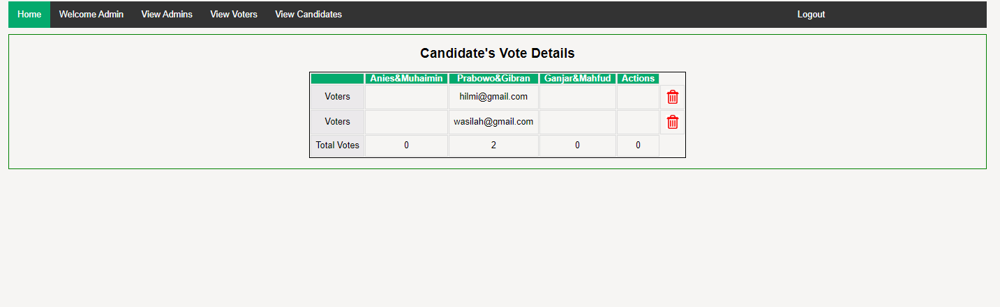 Home Welcome Admin View Admins View Voters View Candidates Logout
Candidate's Vote Details
Anies&Muhaimin Prabowo&Gibran Ganjar&Mahfud Actions
Voters hilmi@gmail.com
Voters wasilah@gmail.com
Total Votes 0 2 0 0